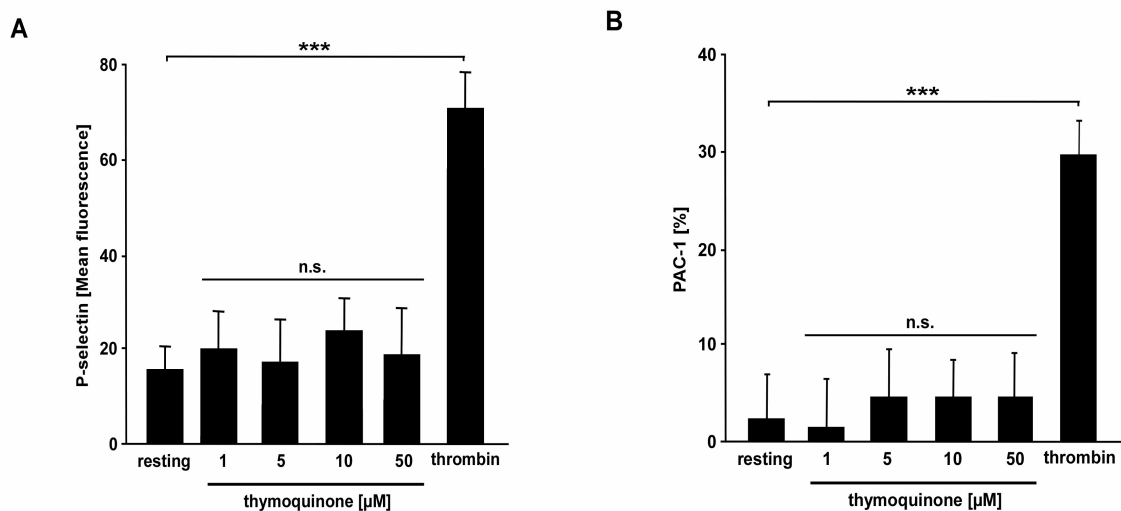 A
***
P-selectin [Mean fluorescence]
80
60
40
20
0
n.s.
resting 1 5 10 50 thrombin
thymoquinone [µM]
B
***
PAC-1 [%]
40
30
20
10
0
n.s.
resting 1 5 10 50 thrombin
thymoquinone [µM]